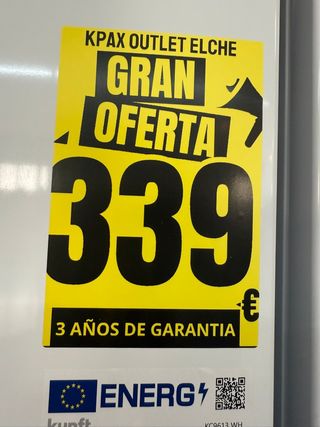 KPAX OUTLET ELCHE
GRAN
OFERTA
339
€
3 AÑOS DE GARANTIA
ENERG
kunft
KC9613 WH